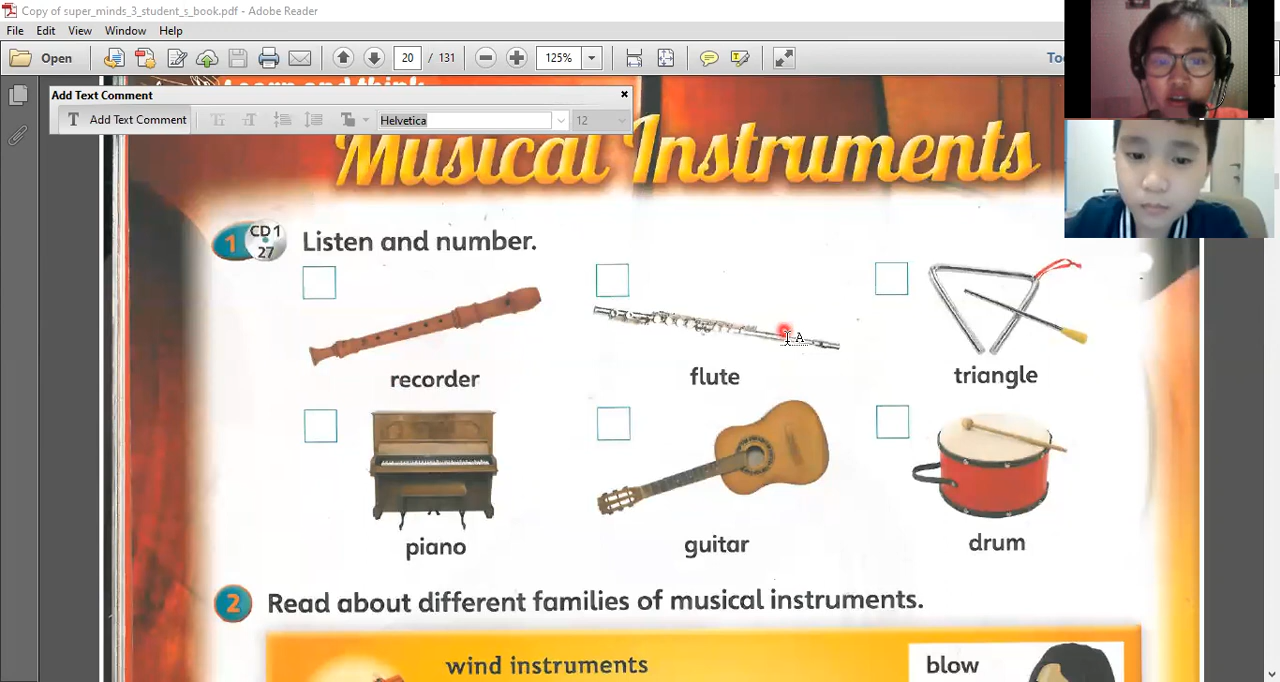 Copy of super_minds_3_student_s_book.pdf - Adobe Reader
File Edit View Window Help
Open 20 / 131 125%
Add Text Comment
T Add Text Comment Helvetica 12
Musical Instruments
1 CD1 27 Listen and number.
recorder flute triangle
piano guitar drum
2 Read about different families of musical instruments.
wind instruments blow